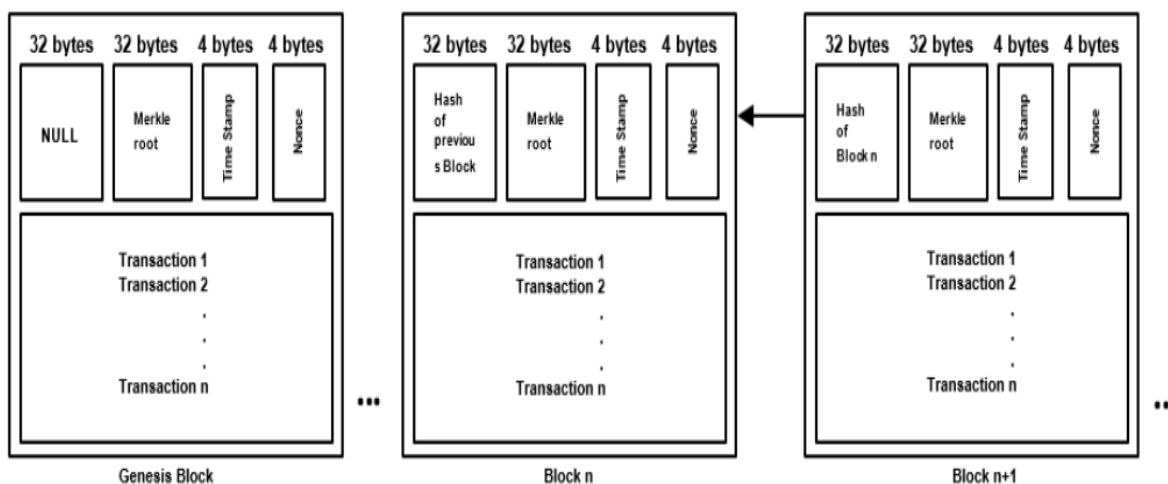 32 bytes 32 bytes 4 bytes 4 bytes
NULL
Merkle
root
Time Stamp
Nonce
Transaction 1
Transaction 2
.
.
.
Transaction n
Genesis Block
...
32 bytes 32 bytes 4 bytes 4 bytes
Hash
of
previou
s Block
Merkle
root
Time Stamp
Nonce
Transaction 1
Transaction 2
.
.
.
Transaction n
Block n
32 bytes 32 bytes 4 bytes 4 bytes
Hash
of
Block n
Merkle
root
Time Stamp
Nonce
Transaction 1
Transaction 2
.
.
.
Transaction n
Block n+1
..